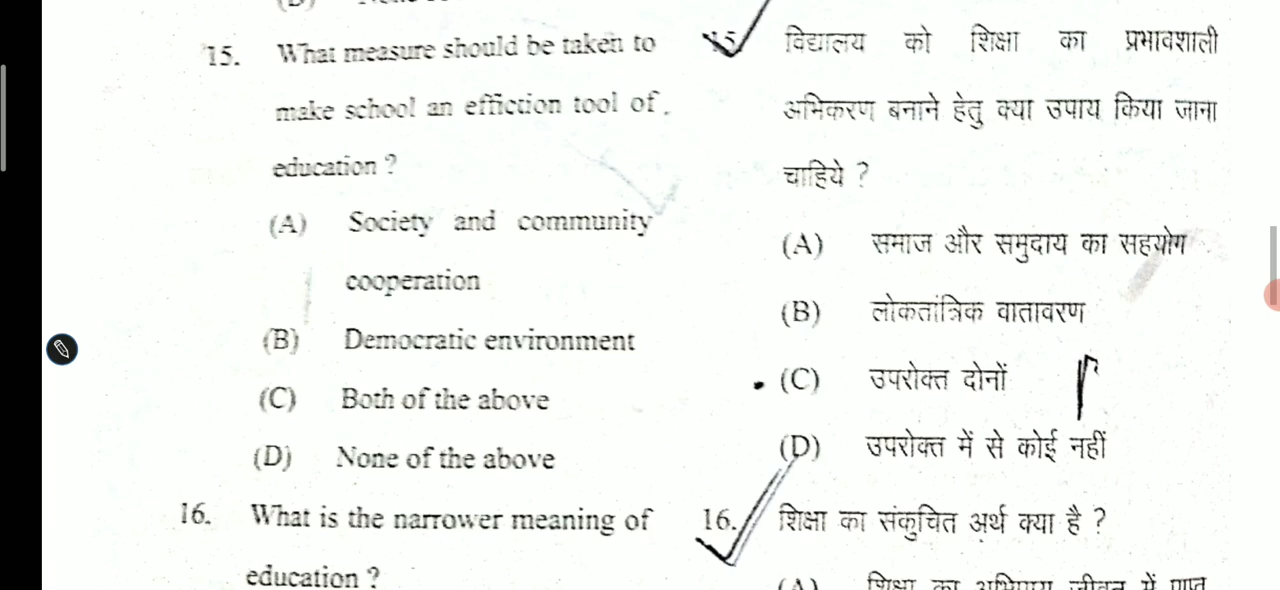 15. What measure should be taken to
make school an effiction tool of
education ?
(A) Society and community
cooperation
(B) Democratic environment
(C) Both of the above
(D) None of the above
16. What is the narrower meaning of
education ?
15. विद्यालय को शिक्षा का प्रभावशाली
अभिकरण बनाने हेतु क्या उपाय किया जाना
चाहिये ?
(A) समाज और समुदाय का सहयोग
(B) लोकतांत्रिक वातावरण
(C) उपरोक्त दोनों
(D) उपरोक्त में से कोई नहीं
16. शिक्षा का संकुचित अर्थ क्या है ?
(A) शिक्षा का अभिप्राय जीवन में प्राप्त